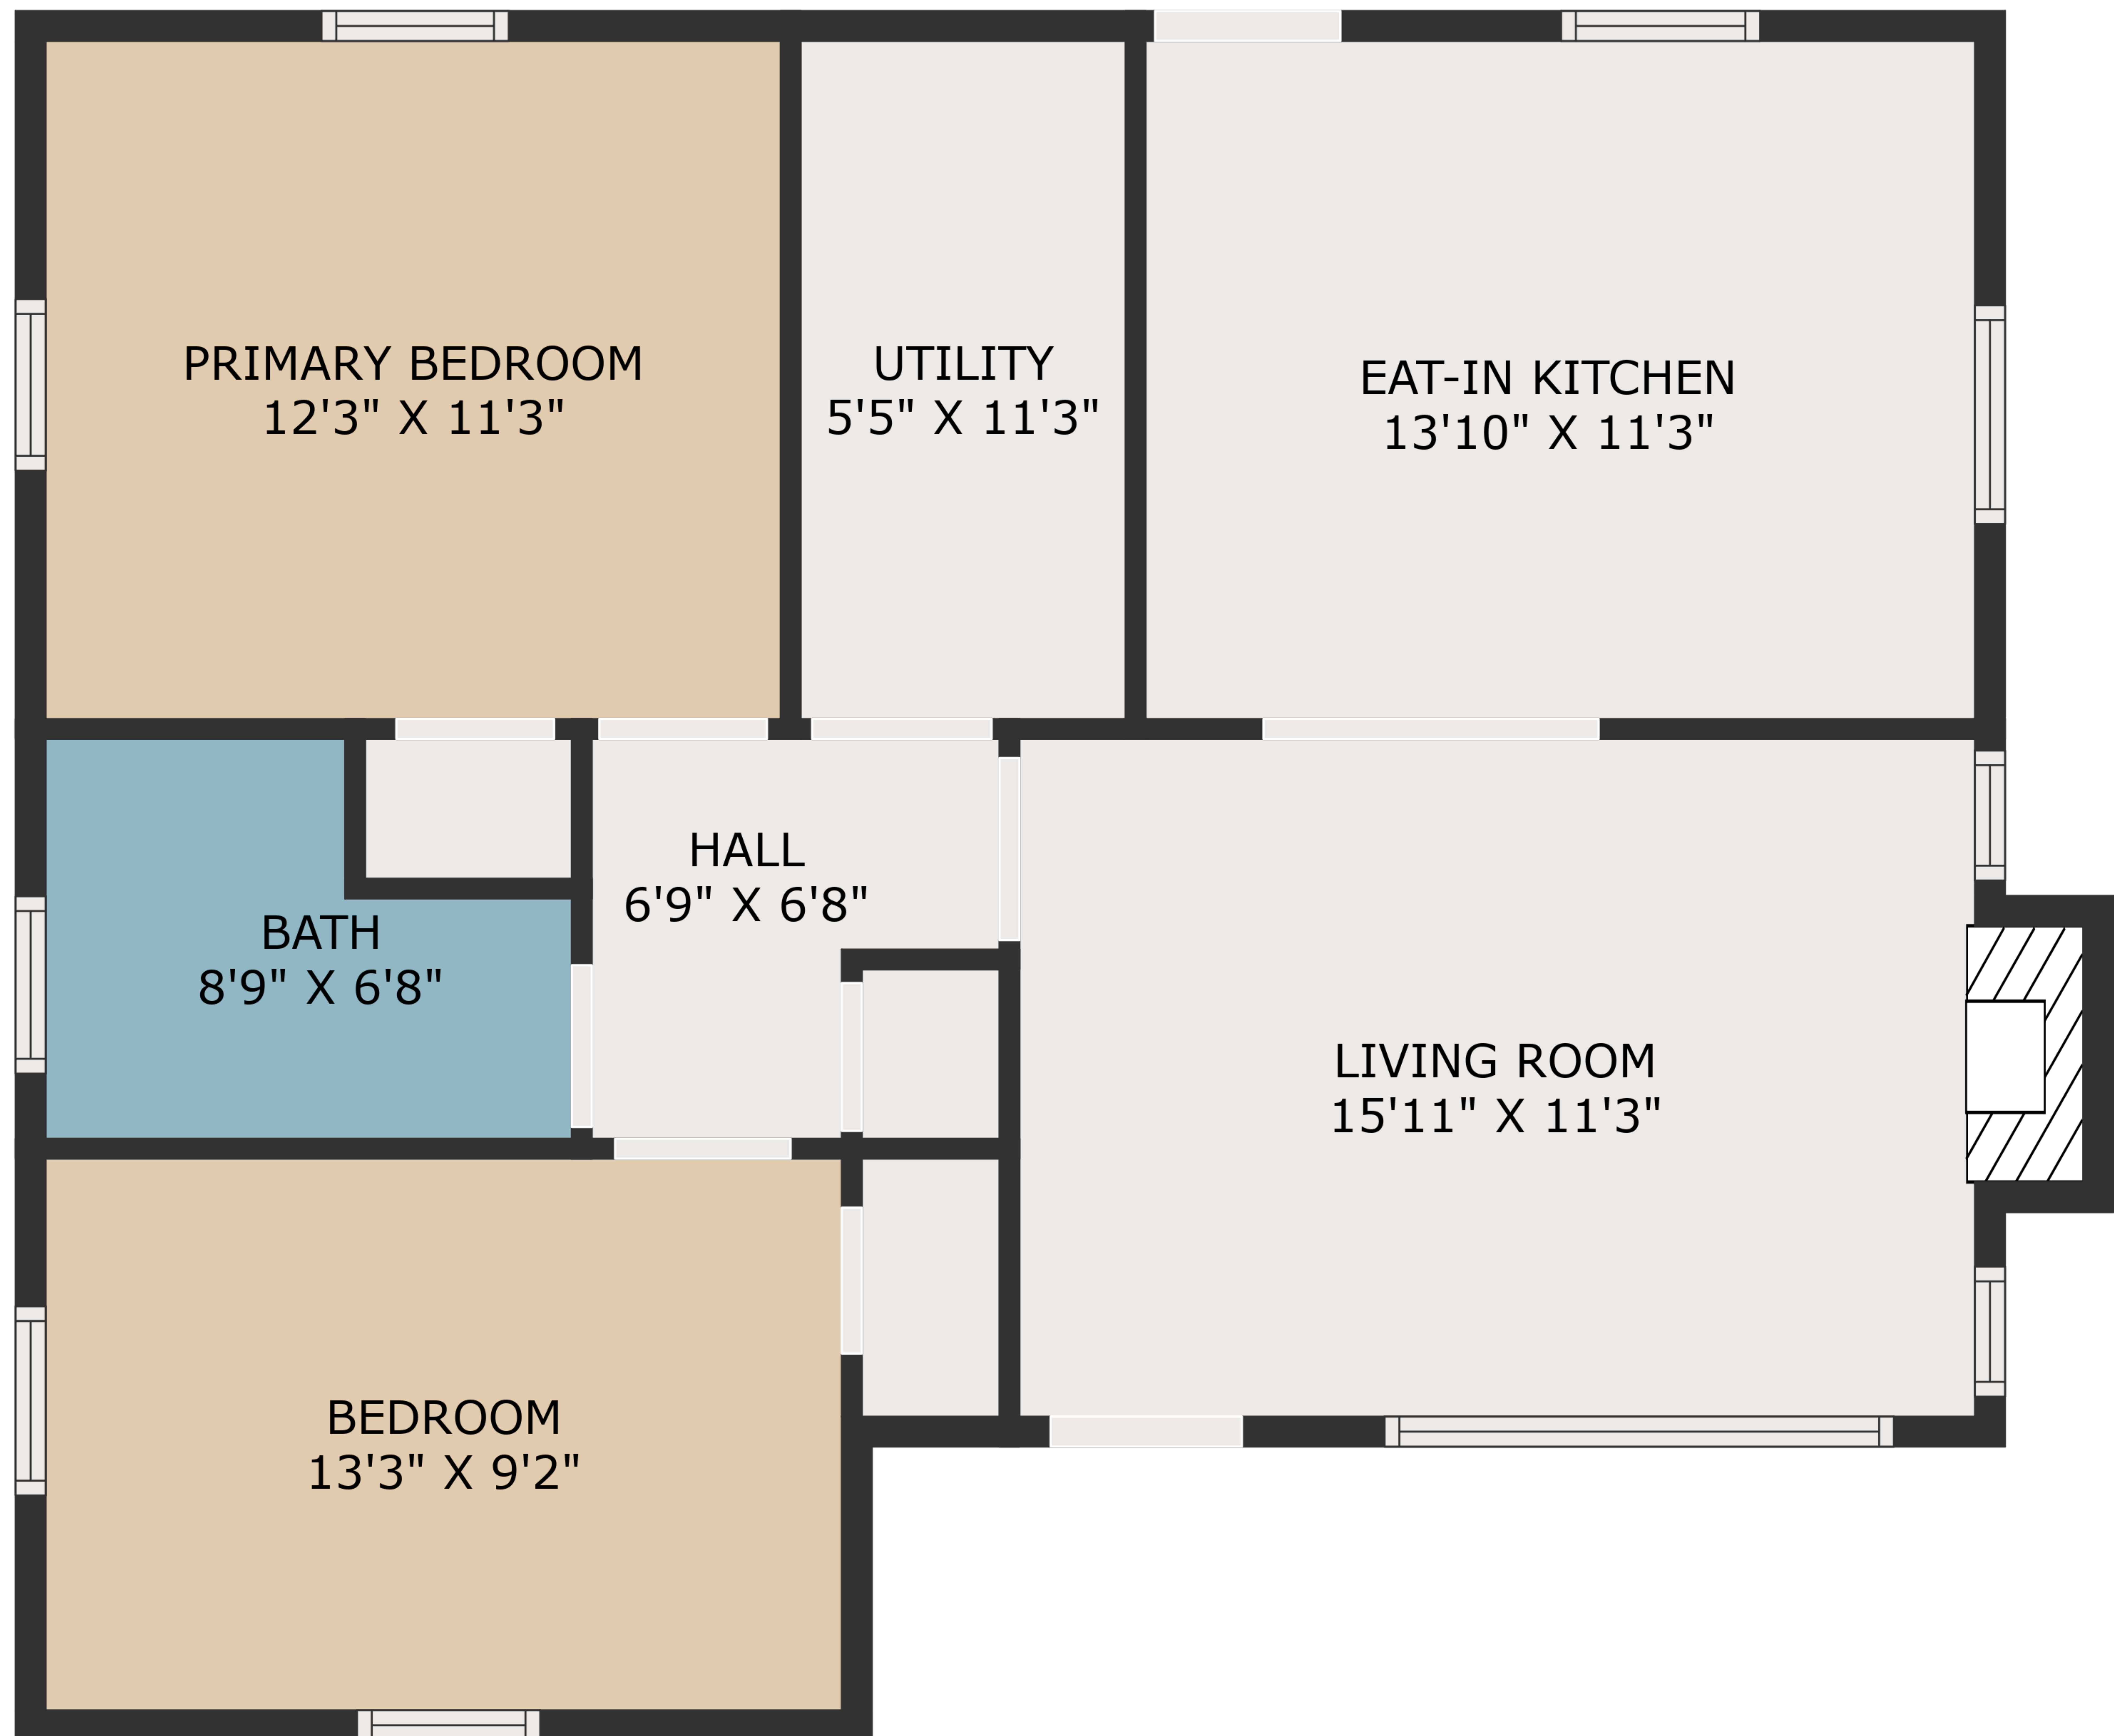 PRIMARY BEDROOM
12'3" X 11'3"
UTILITY
5'5" X 11'3"
EAT-IN KITCHEN
13'10" X 11'3"
HALL
6'9" X 6'8"
BATH
8'9" X 6'8"
LIVING ROOM
15'11" X 11'3"
BEDROOM
13'3" X 9'2"